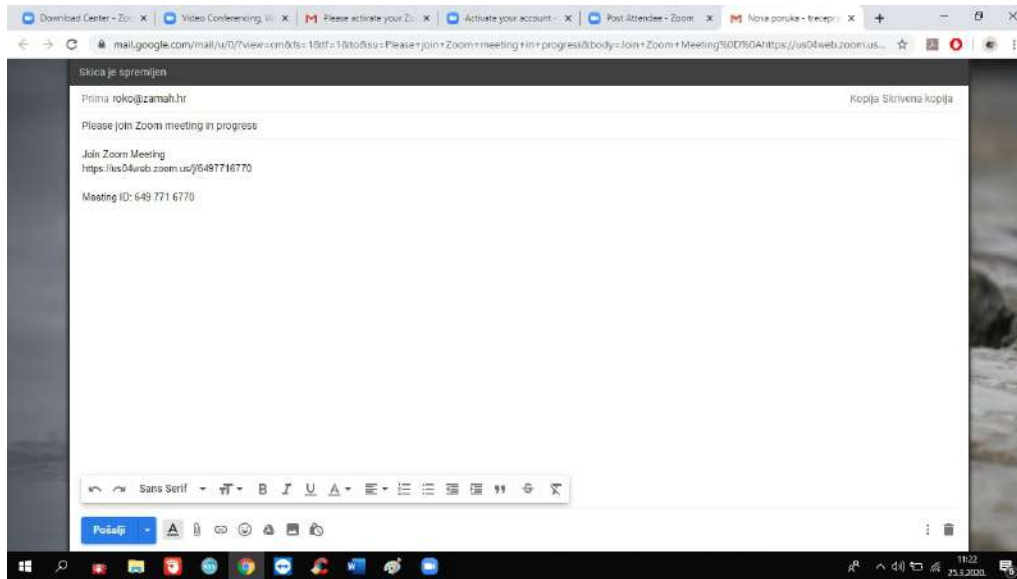 Download Center - Zoo
Video Conferencing, W
Please activate your Z
Activate your account -
Post Attendee - Zoom
Nova poruka - trecepr
mail.google.com/mail/u/0/?view=cm&fs=1&tf=1&to&su=Please+join+Zoom+meeting+in+progress&body=Join+Zoom+Meeting%0D%0Ahttps://us04web.zoom.us...
Skica je spremljen
Prima roko@zamah.hr
Kopija Skrivena kopija
Please join Zoom meeting in progress
Join Zoom Meeting
https://us04web.zoom.us/j/6497716770
Meeting ID: 649 771 6770
Sans Serif
Pošalji
11:22
25.3.2020.